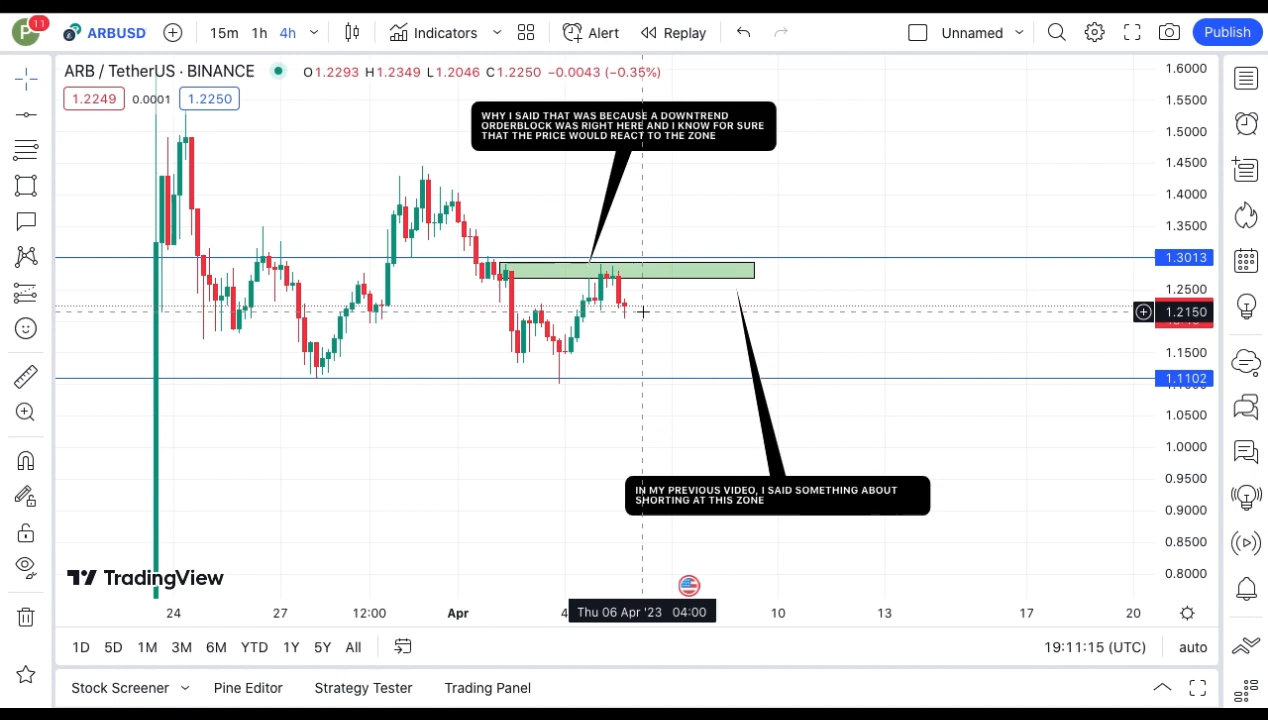 P 11 ARBUSD 15m 1h 4h Indicators Alert Replay Unnamed Publish
ARB / TetherUS · BINANCE O1.2293 H1.2349 L1.2046 C1.2250 −0.0043 (−0.35%)
1.2249 0.0001 1.2250
WHY I SAID THAT WAS BECAUSE A DOWNTREND
ORDERBLOCK WAS RIGHT HERE AND I KNOW FOR SURE
THAT THE PRICE WOULD REACT TO THE ZONE
1.6000
1.5500
1.5000
1.4500
1.4000
1.3500
1.3013
1.2500
1.2150
1.1500
1.1102
1.0500
1.0000
0.9500
0.9000
0.8500
0.8000
IN MY PREVIOUS VIDEO, I SAID SOMETHING ABOUT
SHORTING AT THIS ZONE
TradingView
24 27 12:00 Apr 4 Thu 06 Apr '23 04:00 10 13 17 20
1D 5D 1M 3M 6M YTD 1Y 5Y All 19:11:15 (UTC) auto
Stock Screener Pine Editor Strategy Tester Trading Panel